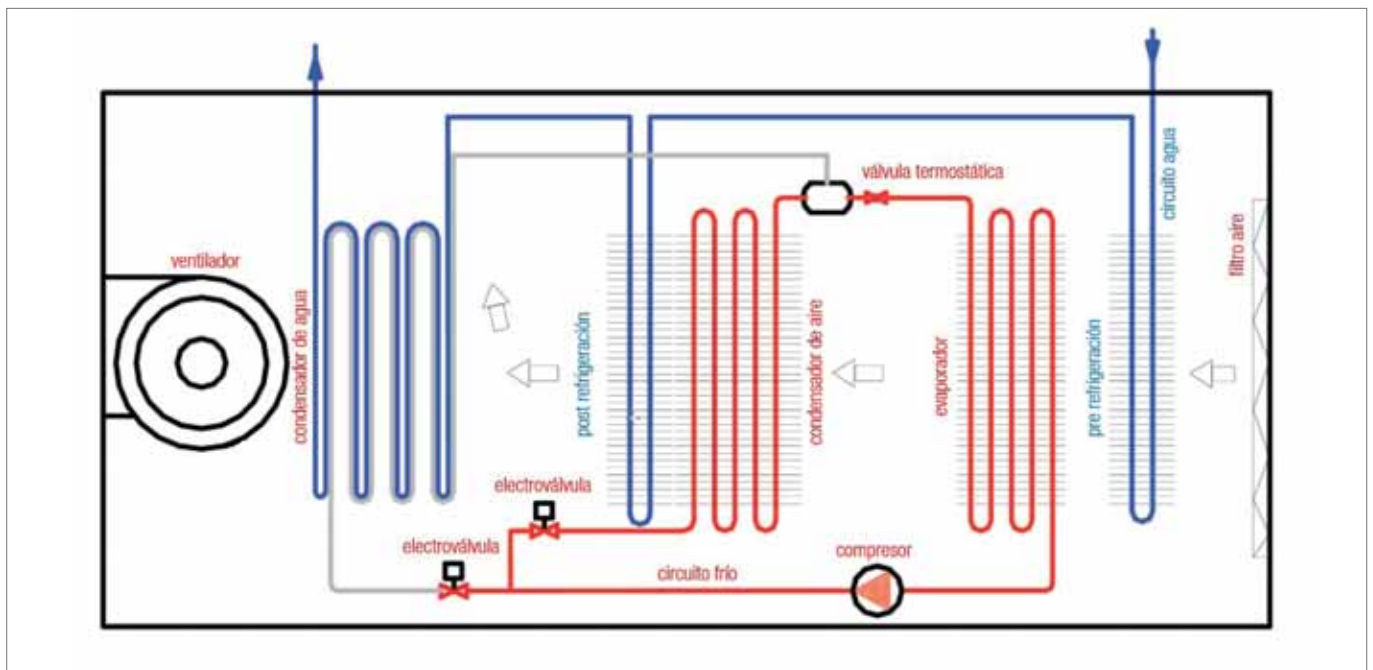 válvula termostática
circuito agua
filtro aire
ventilador
condensador de agua
post refrigeración
condensador de aire
evaporador
pre refrigeración
electroválvula
electroválvula
compresor
circuito frío